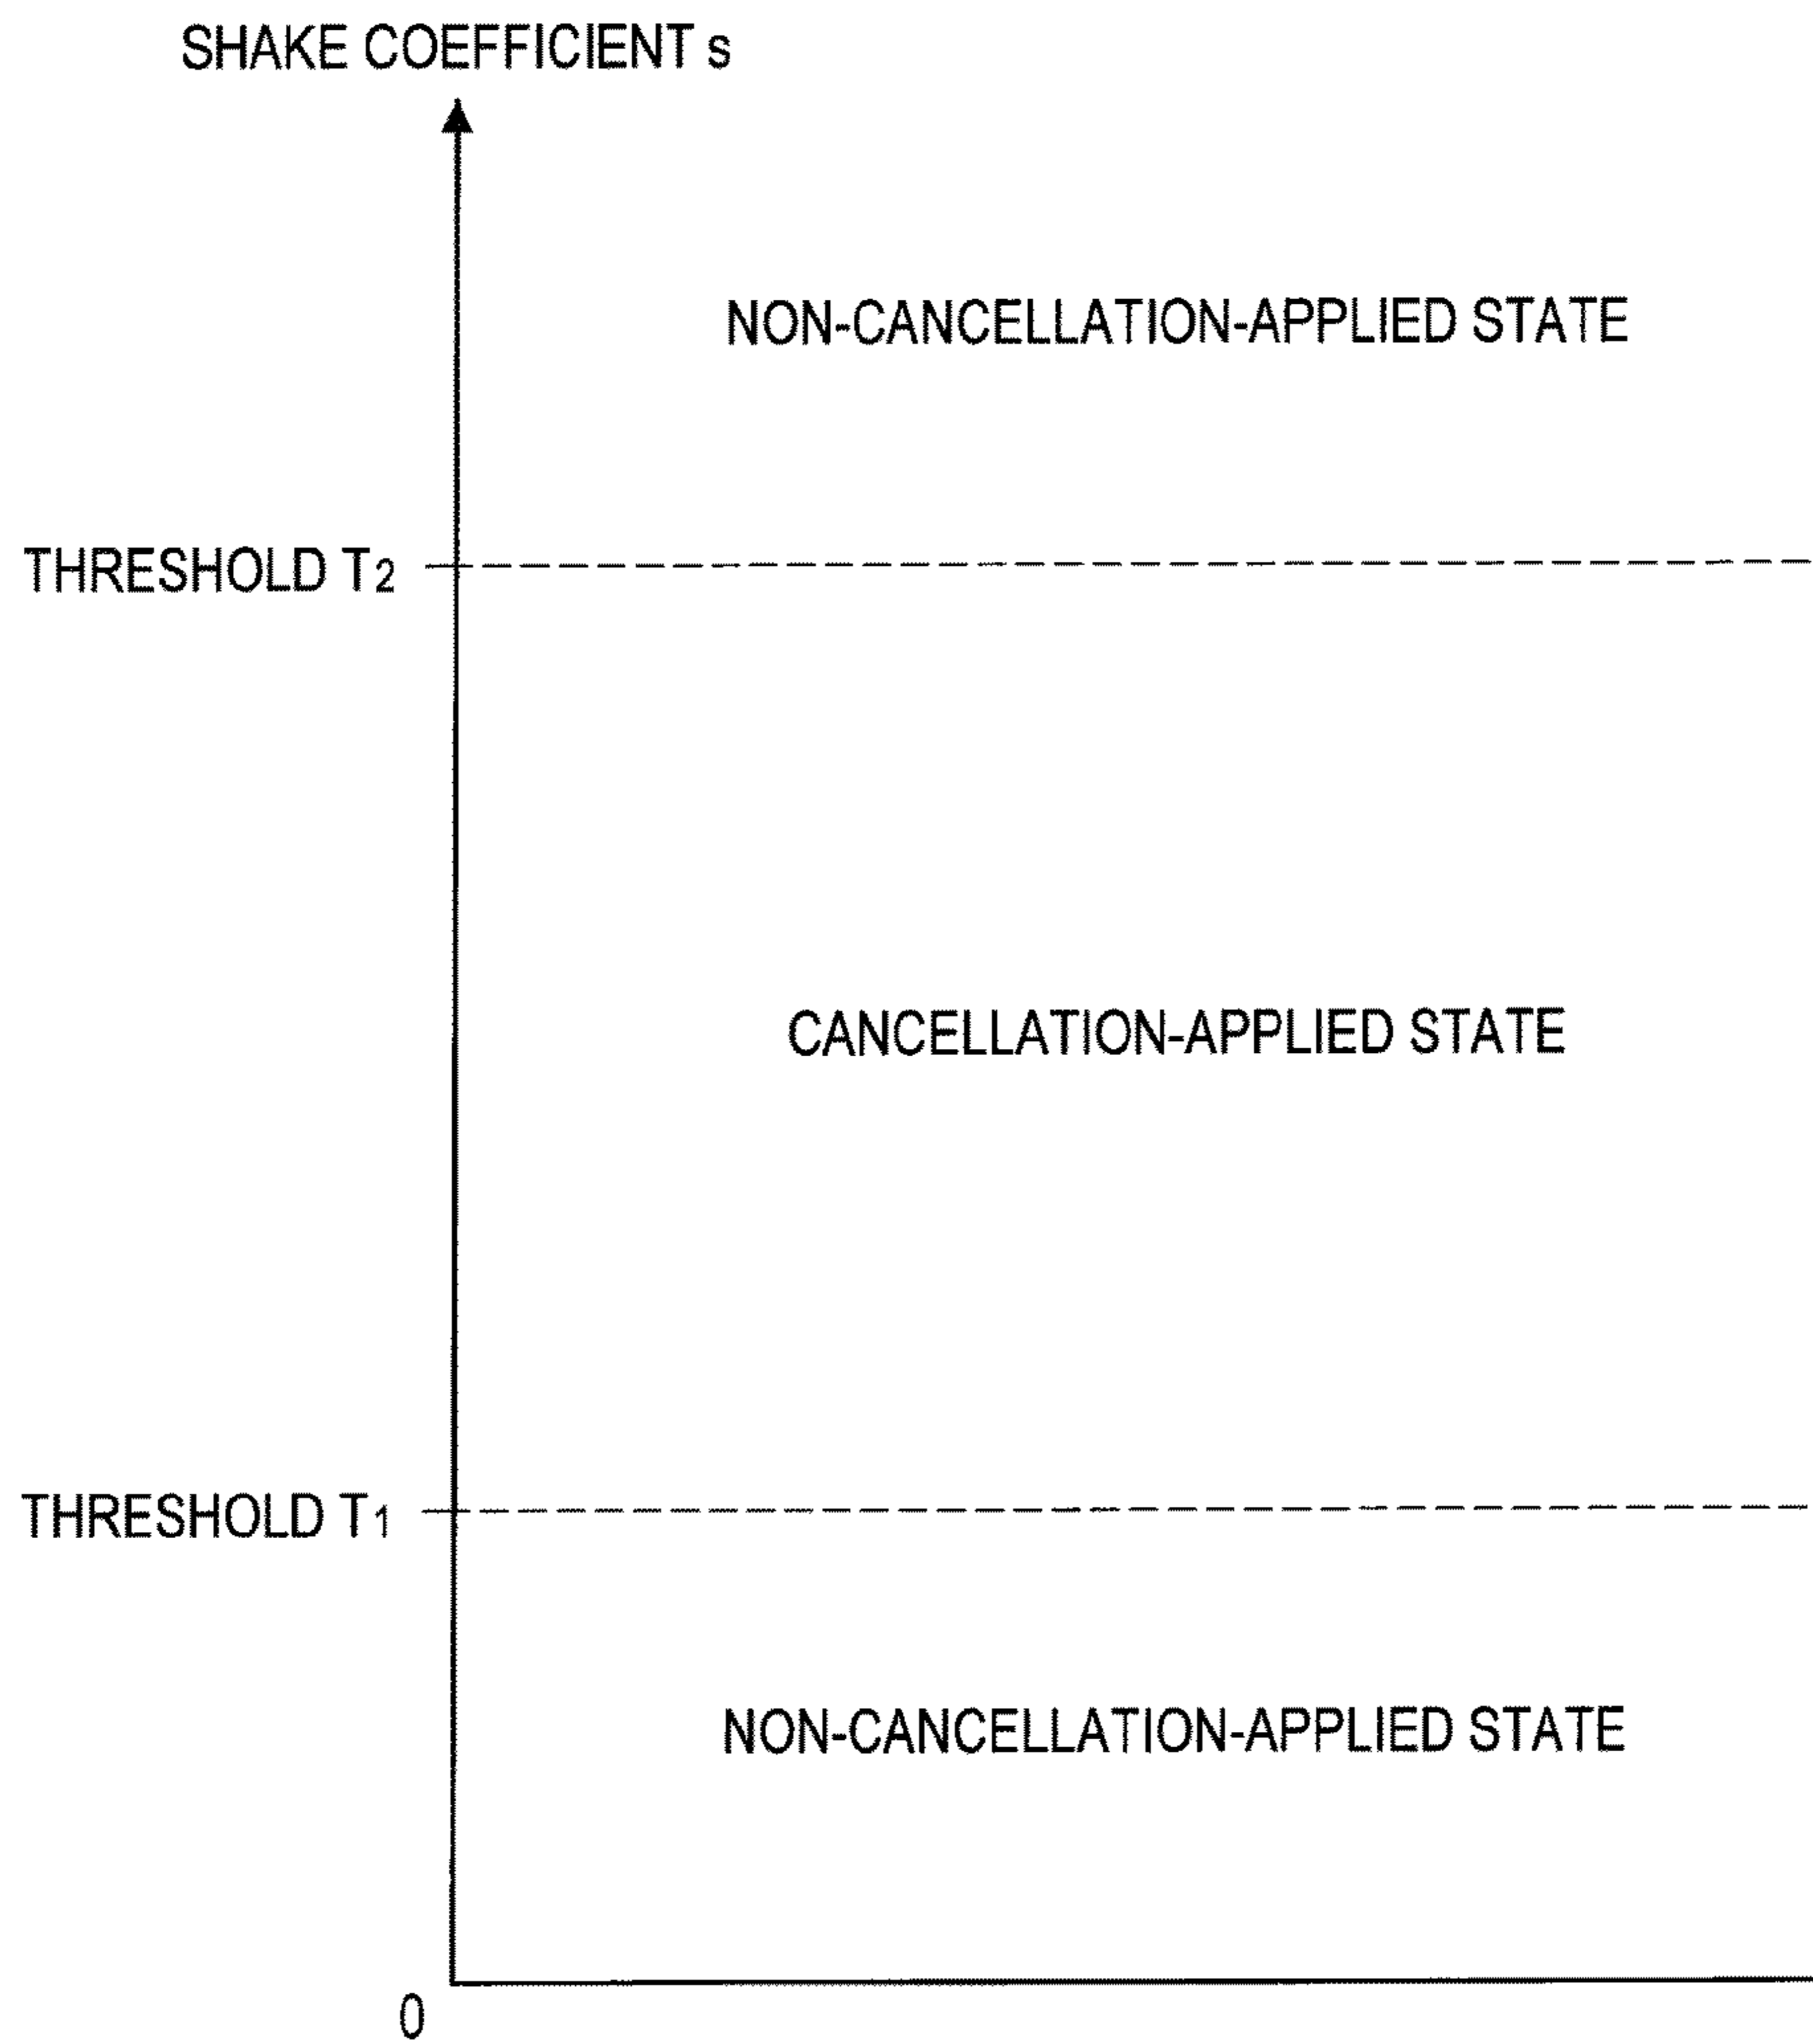 SHAKE COEFFICIENT s
NON-CANCELLATION-APPLIED STATE
THRESHOLD T2
CANCELLATION-APPLIED STATE
THRESHOLD T1
NON-CANCELLATION-APPLIED STATE
0